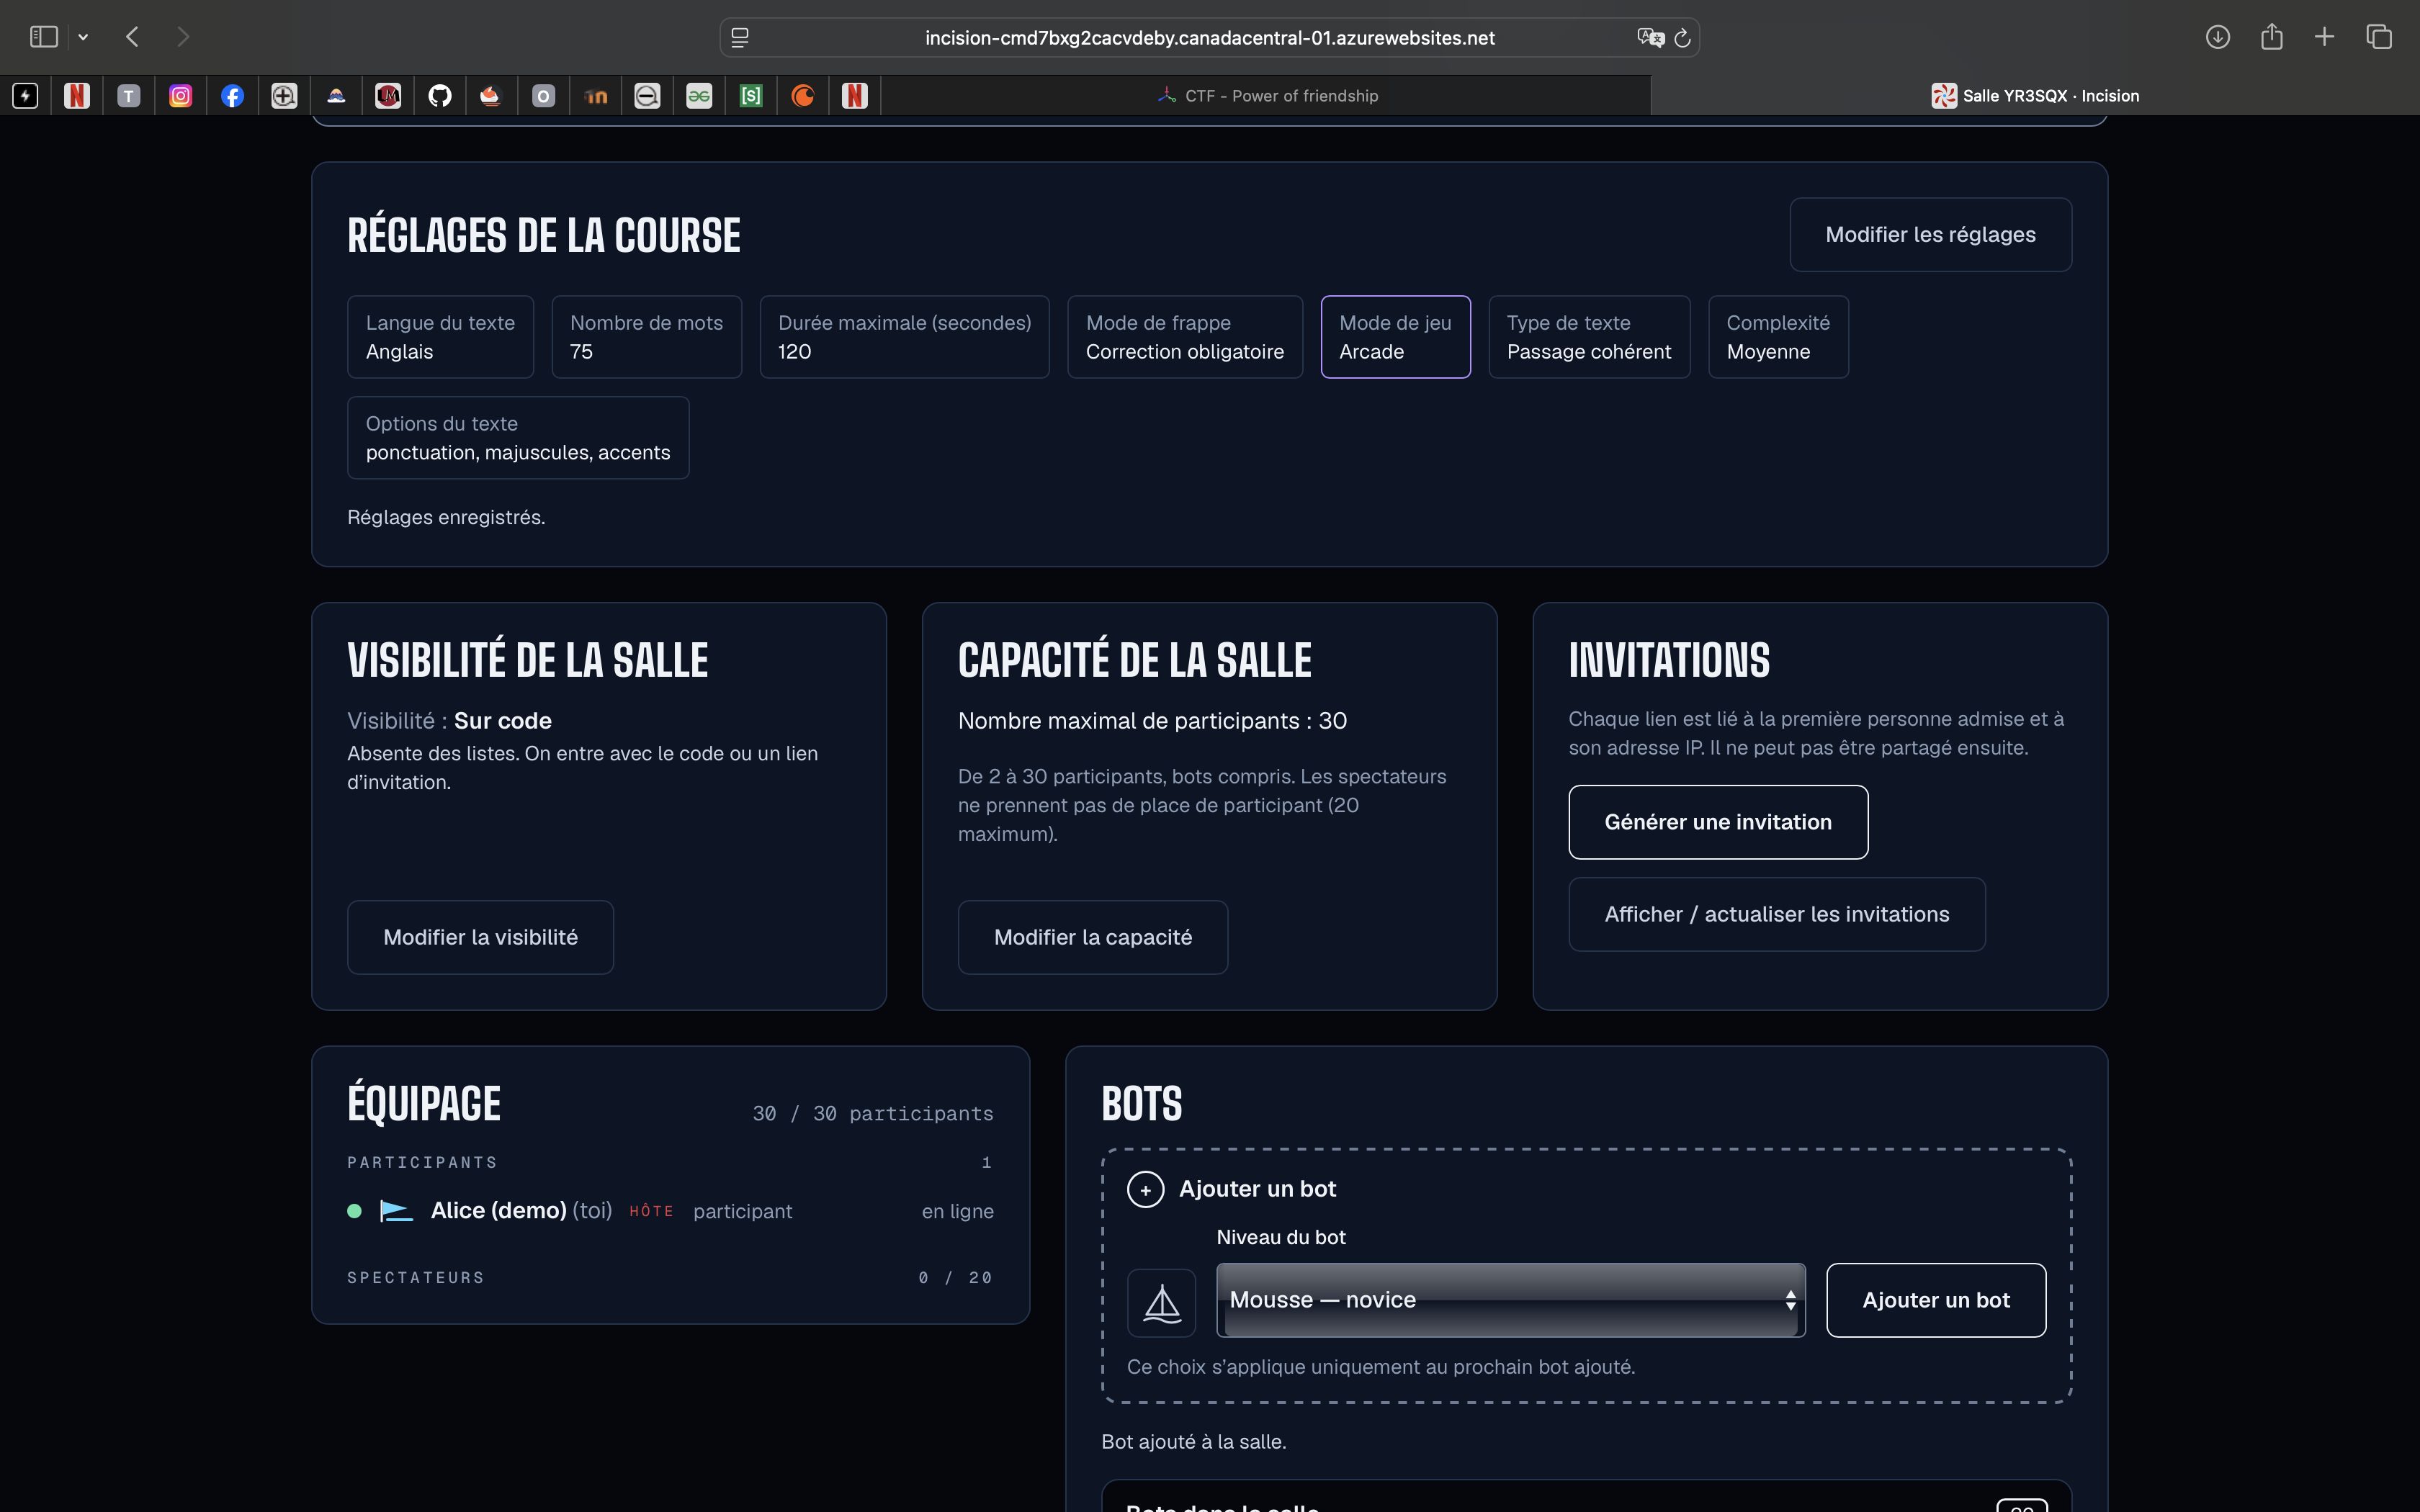 incision-cmd7bxg2cacvdeby.canadacentral-01.azurewebsites.net
CTF - Power of friendship
Salle YR3SQX · Incision
RÉGLAGES DE LA COURSE
Modifier les réglages
Langue du texte
Anglais
Nombre de mots
75
Durée maximale (secondes)
120
Mode de frappe
Correction obligatoire
Mode de jeu
Arcade
Type de texte
Passage cohérent
Complexité
Moyenne
Options du texte
ponctuation, majuscules, accents
Réglages enregistrés.
VISIBILITÉ DE LA SALLE
Visibilité : Sur code
Absente des listes. On entre avec le code ou un lien
d’invitation.
Modifier la visibilité
CAPACITÉ DE LA SALLE
Nombre maximal de participants : 30
De 2 à 30 participants, bots compris. Les spectateurs
ne prennent pas de place de participant (20
maximum).
Modifier la capacité
INVITATIONS
Chaque lien est lié à la première personne admise et à
son adresse IP. Il ne peut pas être partagé ensuite.
Générer une invitation
Afficher / actualiser les invitations
ÉQUIPAGE
30 / 30 participants
PARTICIPANTS 1
Alice (demo) (toi) HÔTE participant en ligne
SPECTATEURS 0 / 20
BOTS
+ Ajouter un bot
Niveau du bot
Mousse — novice
Ajouter un bot
Ce choix s’applique uniquement au prochain bot ajouté.
Bot ajouté à la salle.
Bots dans la salle